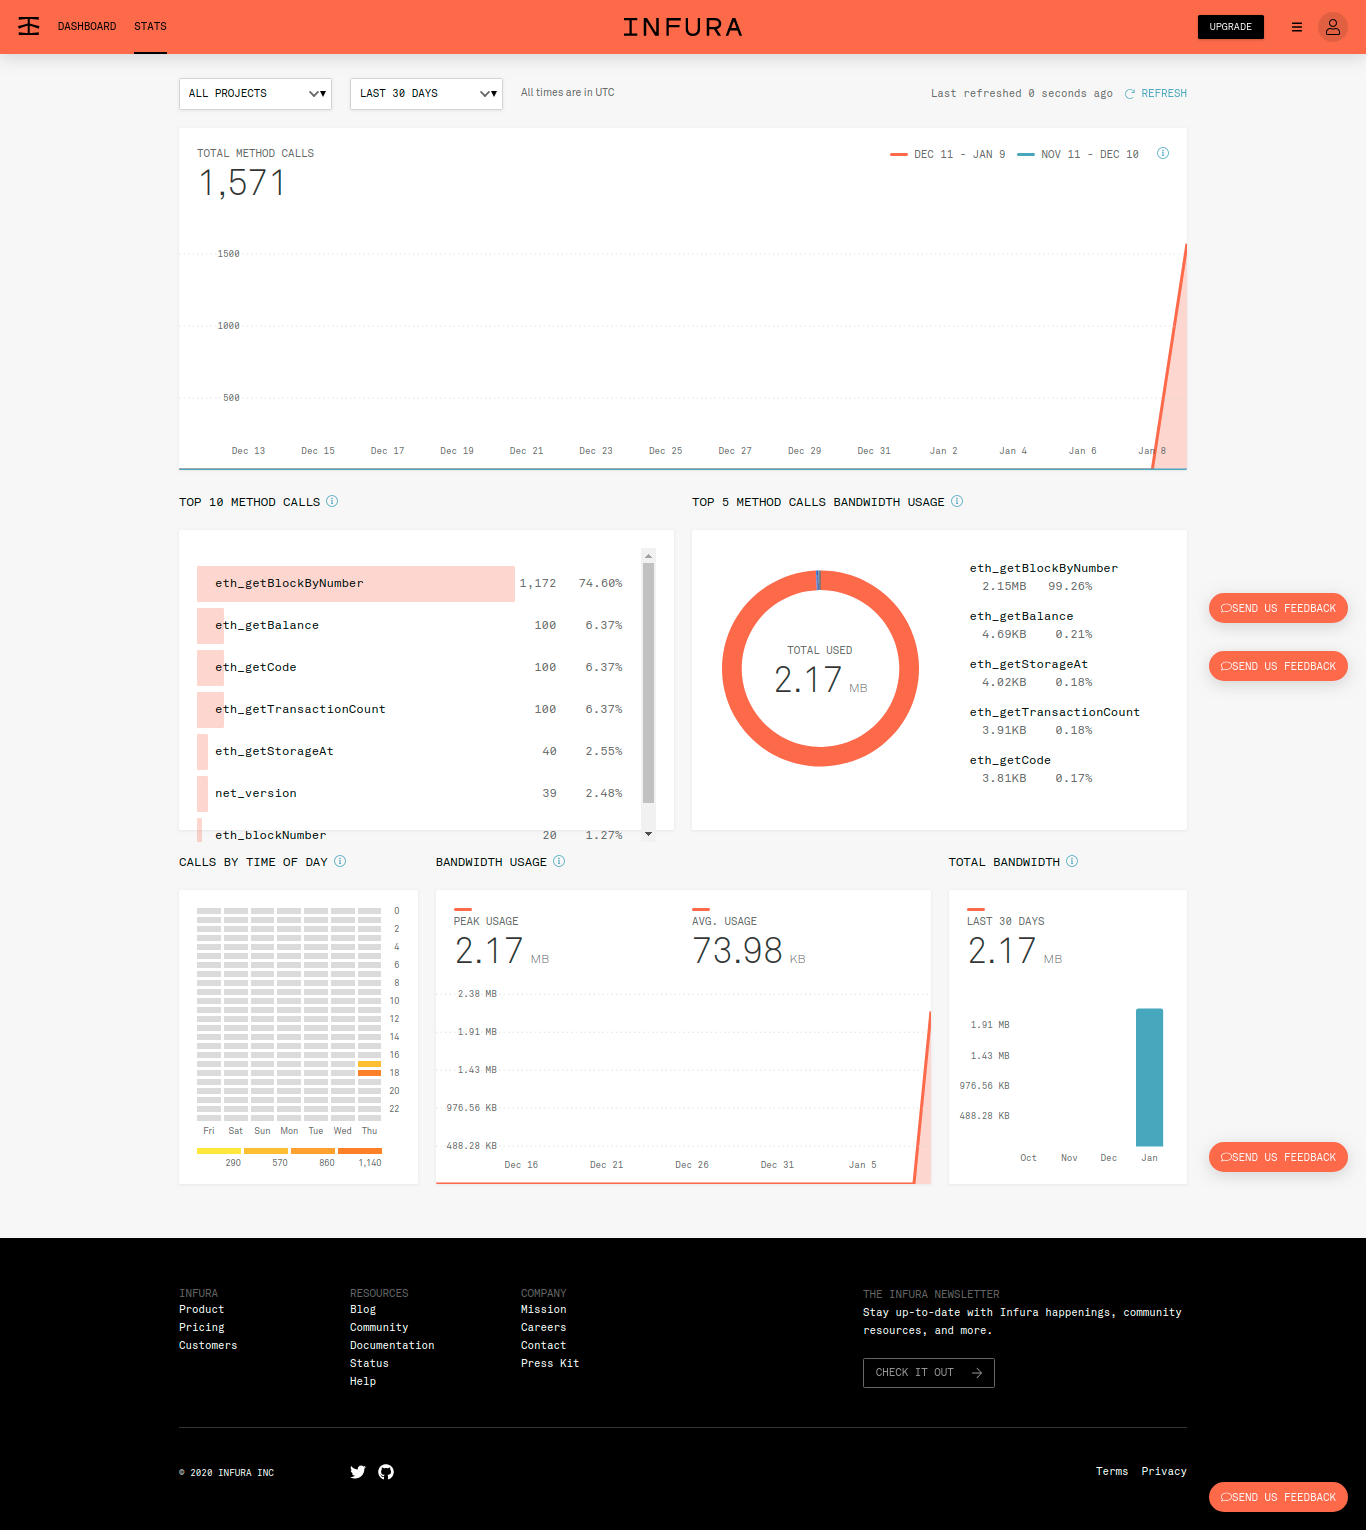 DASHBOARD STATS INFURA UPGRADE
ALL PROJECTS LAST 30 DAYS All times are in UTC Last refreshed 0 seconds ago REFRESH
TOTAL METHOD CALLS DEC 11 - JAN 9 NOV 11 - DEC 10
1,571
1500
1000
500
Dec 13 Dec 15 Dec 17 Dec 19 Dec 21 Dec 23 Dec 25 Dec 27 Dec 29 Dec 31 Jan 2 Jan 4 Jan 6 Jan 8
TOP 10 METHOD CALLS
eth_getBlockByNumber 1,172 74.60%
eth_getBalance 100 6.37%
eth_getCode 100 6.37%
eth_getTransactionCount 100 6.37%
eth_getStorageAt 40 2.55%
net_version 39 2.48%
eth_blockNumber 20 1.27%
TOP 5 METHOD CALLS BANDWIDTH USAGE
TOTAL USED
2.17 MB
eth_getBlockByNumber
2.15MB 99.26%
eth_getBalance
4.69KB 0.21%
eth_getStorageAt
4.02KB 0.18%
eth_getTransactionCount
3.91KB 0.18%
eth_getCode
3.81KB 0.17%
SEND US FEEDBACK
SEND US FEEDBACK
CALLS BY TIME OF DAY
0
2
4
6
8
10
12
14
16
18
20
22
Fri Sat Sun Mon Tue Wed Thu
290 570 860 1,140
BANDWIDTH USAGE
PEAK USAGE AVG. USAGE
2.17 MB 73.98 KB
2.38 MB
1.91 MB
1.43 MB
976.56 KB
488.28 KB
Dec 16 Dec 21 Dec 26 Dec 31 Jan 5
TOTAL BANDWIDTH
LAST 30 DAYS
2.17 MB
1.91 MB
1.43 MB
976.56 KB
488.28 KB
Oct Nov Dec Jan
SEND US FEEDBACK
INFURA
Product
Pricing
Customers
RESOURCES
Blog
Community
Documentation
Status
Help
COMPANY
Mission
Careers
Contact
Press Kit
THE INFURA NEWSLETTER
Stay up-to-date with Infura happenings, community
resources, and more.
CHECK IT OUT
© 2020 INFURA INC Terms Privacy
SEND US FEEDBACK